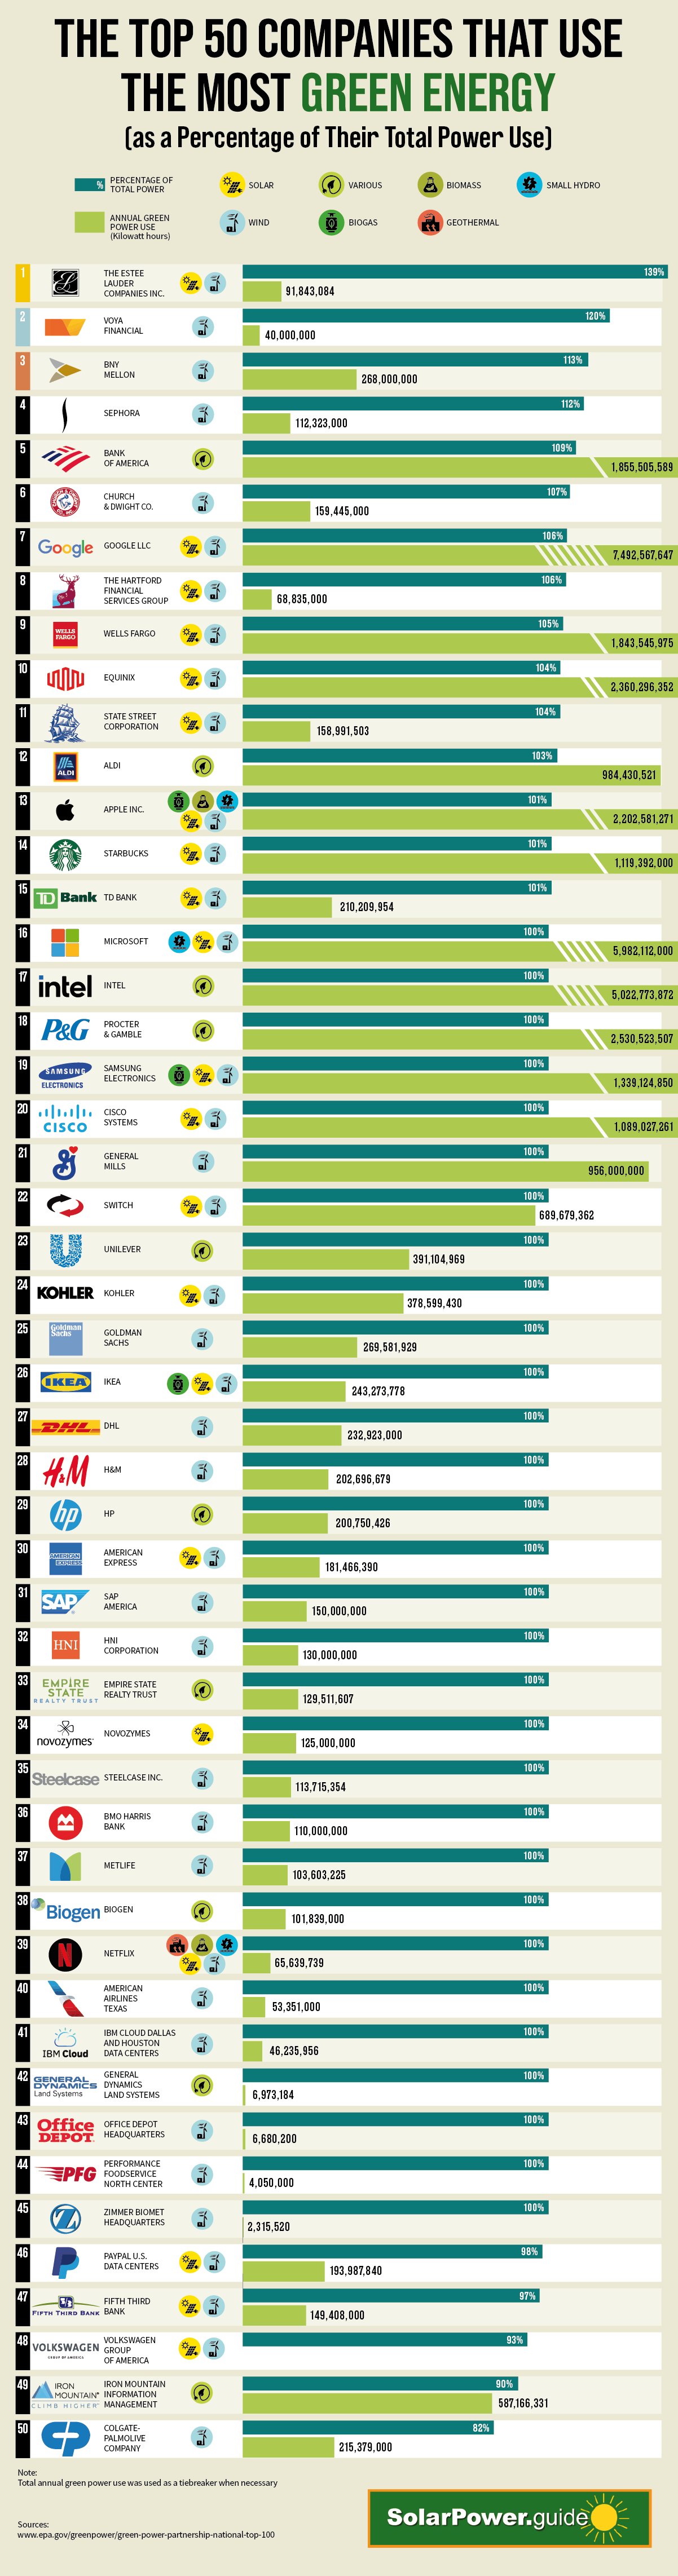 THE TOP 50 COMPANIES THAT USE
THE MOST GREEN ENERGY
(as a Percentage of Their Total Power Use)
% PERCENTAGE OF
TOTAL POWER
SOLAR
VARIOUS
BIOMASS
SMALL HYDRO
ANNUAL GREEN
POWER USE
(Kilowatt hours)
WIND
BIOGAS
GEOTHERMAL
1
THE ESTEE
LAUDER
COMPANIES INC.
139%
91,843,084
2
VOYA
FINANCIAL
120%
40,000,000
3
BNY
MELLON
113%
268,000,000
4
SEPHORA
112%
112,323,000
5
BANK
OF AMERICA
109%
1,855,505,589
6
CHURCH
& DWIGHT CO.
107%
159,445,000
7
Google
GOOGLE LLC
106%
7,492,567,647
8
THE HARTFORD
FINANCIAL
SERVICES GROUP
106%
68,835,000
9
WELLS
FARGO
WELLS FARGO
105%
1,843,545,975
10
EQUINIX
104%
2,360,296,352
11
STATE STREET
CORPORATION
104%
158,991,503
12
ALDI
ALDI
103%
984,430,521
13
APPLE INC.
101%
2,202,581,271
14
STARBUCKS
101%
1,119,392,000
15
TD Bank
TD BANK
101%
210,209,954
16
MICROSOFT
100%
5,982,112,000
17
intel
INTEL
100%
5,022,773,872
18
P&G
PROCTER
& GAMBLE
100%
2,530,523,507
19
SAMSUNG
ELECTRONICS
SAMSUNG
ELECTRONICS
100%
1,339,124,850
20
CISCO
CISCO
SYSTEMS
100%
1,089,027,261
21
GENERAL
MILLS
100%
956,000,000
22
SWITCH
100%
689,679,362
23
UNILEVER
100%
391,104,969
24
KOHLER
KOHLER
100%
378,599,430
25
Goldman
Sachs
GOLDMAN
SACHS
100%
269,581,929
26
IKEA
IKEA
100%
243,273,778
27
DHL
DHL
100%
232,923,000
28
H&M
H&M
100%
202,696,679
29
hp
HP
100%
200,750,426
30
AMERICAN
EXPRESS
AMERICAN
EXPRESS
100%
181,466,390
31
SAP
SAP
AMERICA
100%
150,000,000
32
HNI
HNI
CORPORATION
100%
130,000,000
33
EMPIRE
STATE
REALTY TRUST
EMPIRE STATE
REALTY TRUST
100%
129,511,607
34
novozymes
NOVOZYMES
100%
125,000,000
35
Steelcase
STEELCASE INC.
100%
113,715,354
36
BMO HARRIS
BANK
100%
110,000,000
37
METLIFE
100%
103,603,225
38
Biogen
BIOGEN
100%
101,839,000
39
N
NETFLIX
100%
65,639,739
40
AMERICAN
AIRLINES
TEXAS
100%
53,351,000
41
IBM Cloud
IBM CLOUD DALLAS
AND HOUSTON
DATA CENTERS
100%
46,235,956
42
GENERAL
DYNAMICS
Land Systems
GENERAL
DYNAMICS
LAND SYSTEMS
100%
6,973,184
43
Office
DEPOT
OFFICE DEPOT
HEADQUARTERS
100%
6,680,200
44
PFG
PERFORMANCE
FOODSERVICE
NORTH CENTER
100%
4,050,000
45
Z
ZIMMER BIOMET
HEADQUARTERS
100%
2,315,520
46
PAYPAL U.S.
DATA CENTERS
98%
193,987,840
47
FIFTH THIRD BANK
FIFTH THIRD
BANK
97%
149,408,000
48
VOLKSWAGEN
GROUP OF AMERICA
VOLKSWAGEN
GROUP
OF AMERICA
93%
49
IRON
MOUNTAIN®
CLIMB HIGHER®
IRON MOUNTAIN
INFORMATION
MANAGEMENT
90%
587,166,331
50
COLGATE-
PALMOLIVE
COMPANY
82%
215,379,000
Note:
Total annual green power use was used as a tiebreaker when necessary
Sources:
www.epa.gov/greenpower/green-power-partnership-national-top-100
SolarPower.guide